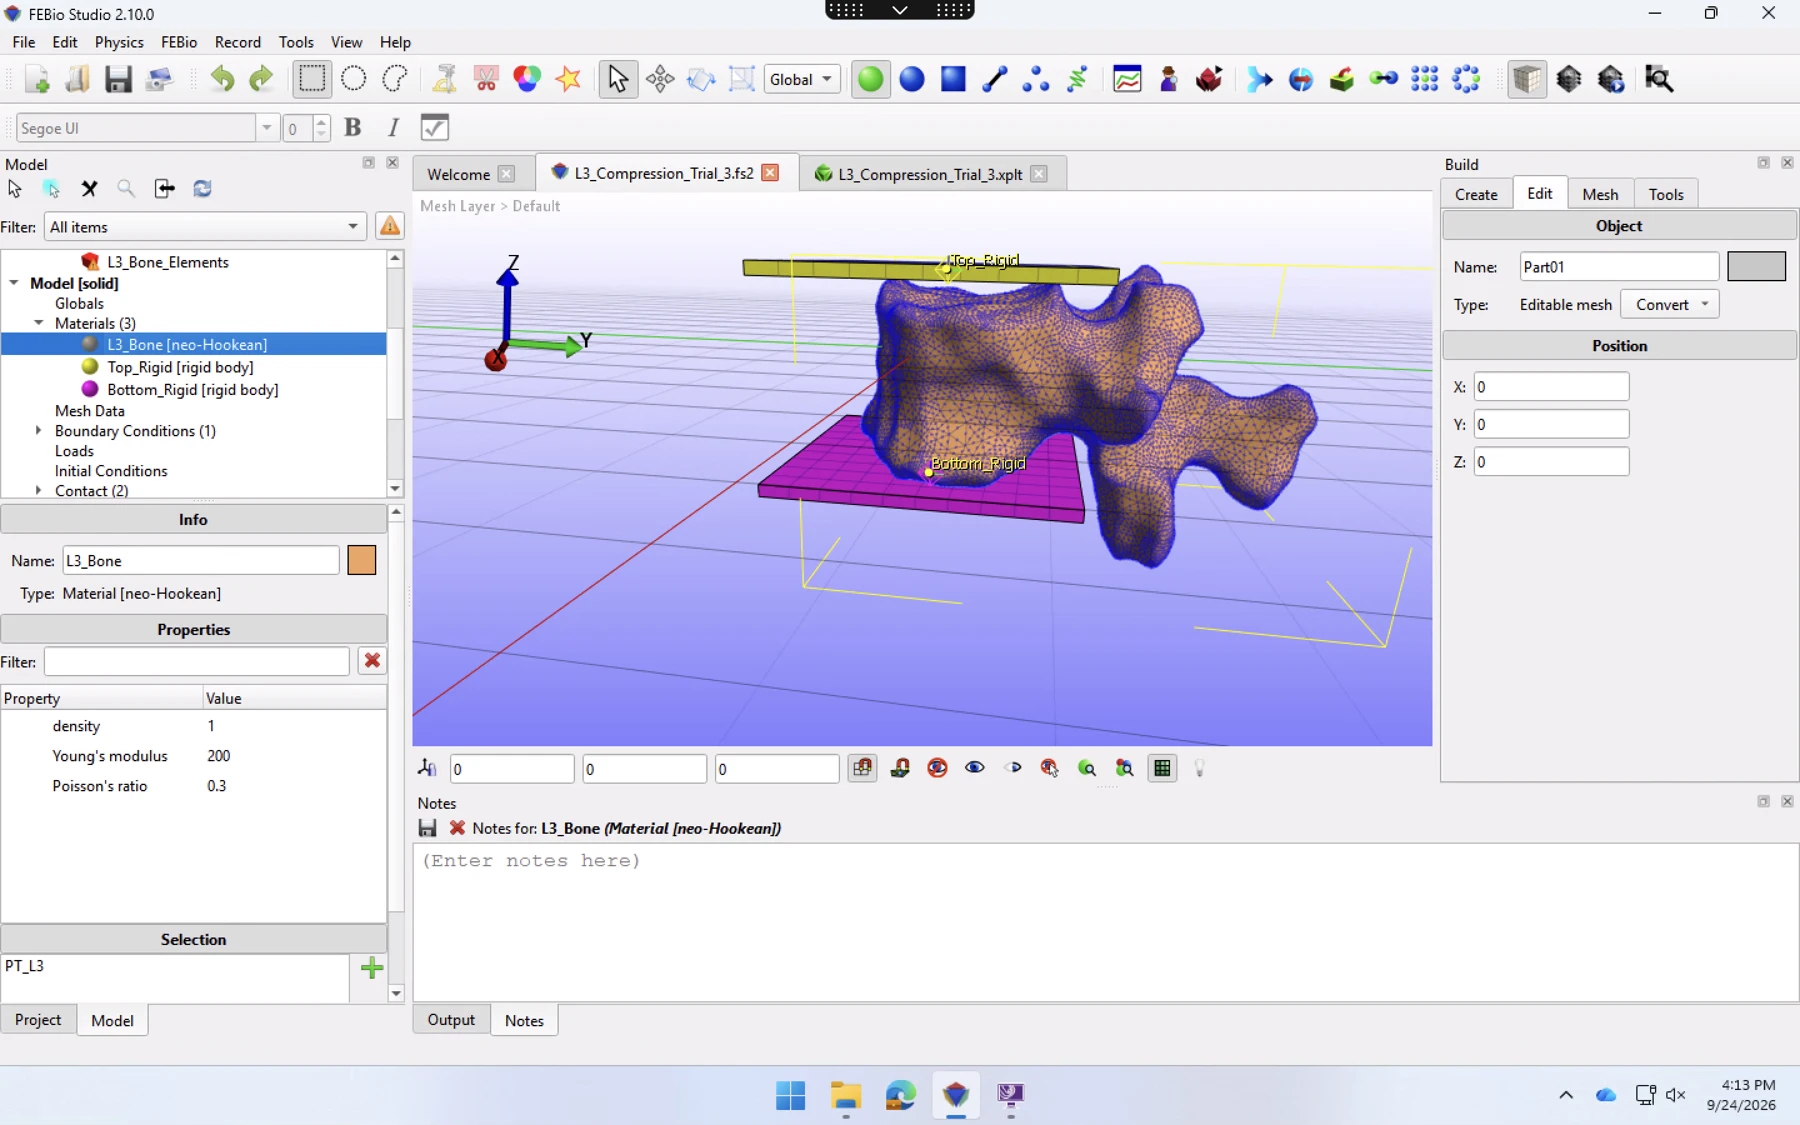 FEBio Studio 2.10.0
File Edit Physics FEBio Record Tools View Help
Global
Segoe UI 0 B I
Model
Filter: All items
L3_Bone_Elements
Model [solid]
Globals
Materials (3)
L3_Bone [neo-Hookean]
Top_Rigid [rigid body]
Bottom_Rigid [rigid body]
Mesh Data
Boundary Conditions (1)
Loads
Initial Conditions
Contact (2)
Info
Name: L3_Bone
Type: Material [neo-Hookean]
Properties
Filter:
Property Value
density 1
Young's modulus 200
Poisson's ratio 0.3
Selection
PT_L3
Project Model
Welcome L3_Compression_Trial_3.fs2 L3_Compression_Trial_3.xplt
Mesh Layer > Default
Z
Y
X
Top_Rigid
Bottom_Rigid
0 0 0
Notes
Notes for: L3_Bone (Material [neo-Hookean])
(Enter notes here)
Output Notes
Build
Create Edit Mesh Tools
Object
Name: Part01
Type: Editable mesh Convert
Position
X: 0
Y: 0
Z: 0
4:13 PM
9/24/2026